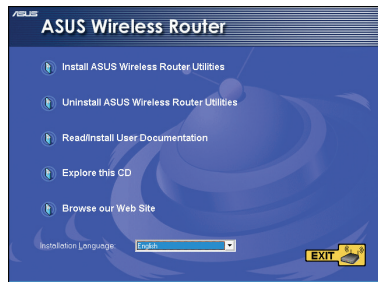 ASUS
ASUS Wireless Router
Install ASUS Wireless Router Utilities
Uninstall ASUS Wireless Router Utilities
Read/Install User Documentation
Explore this CD
Browse our Web Site
Installation Language: English
EXIT